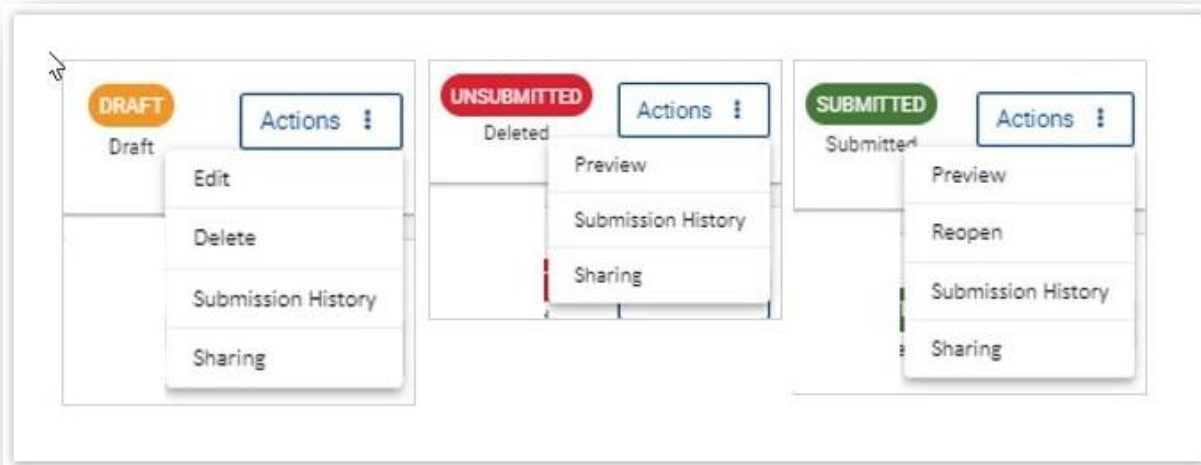 DRAFT
Draft
Actions
Edit
Delete
Submission History
Sharing
UNSUBMITTED
Deleted
Actions
Preview
Submission History
Sharing
SUBMITTED
Submitted
Actions
Preview
Reopen
Submission History
Sharing